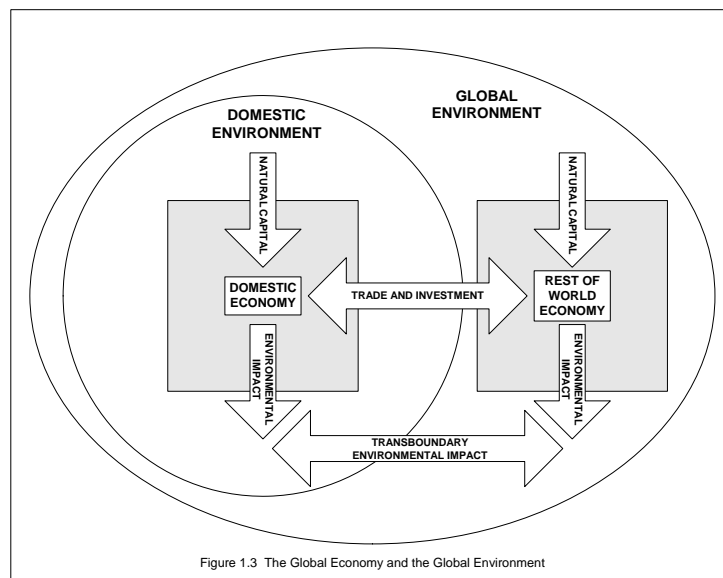 DOMESTIC
ENVIRONMENT
GLOBAL
ENVIRONMENT
NATURAL CAPITAL
NATURAL CAPITAL
DOMESTIC
ECONOMY
TRADE AND INVESTMENT
REST OF
WORLD
ECONOMY
ENVIRONMENTAL
IMPACT
ENVIRONMENTAL
IMPACT
TRANSBOUNDARY
ENVIRONMENTAL IMPACT
Figure 1.3 The Global Economy and the Global Environment